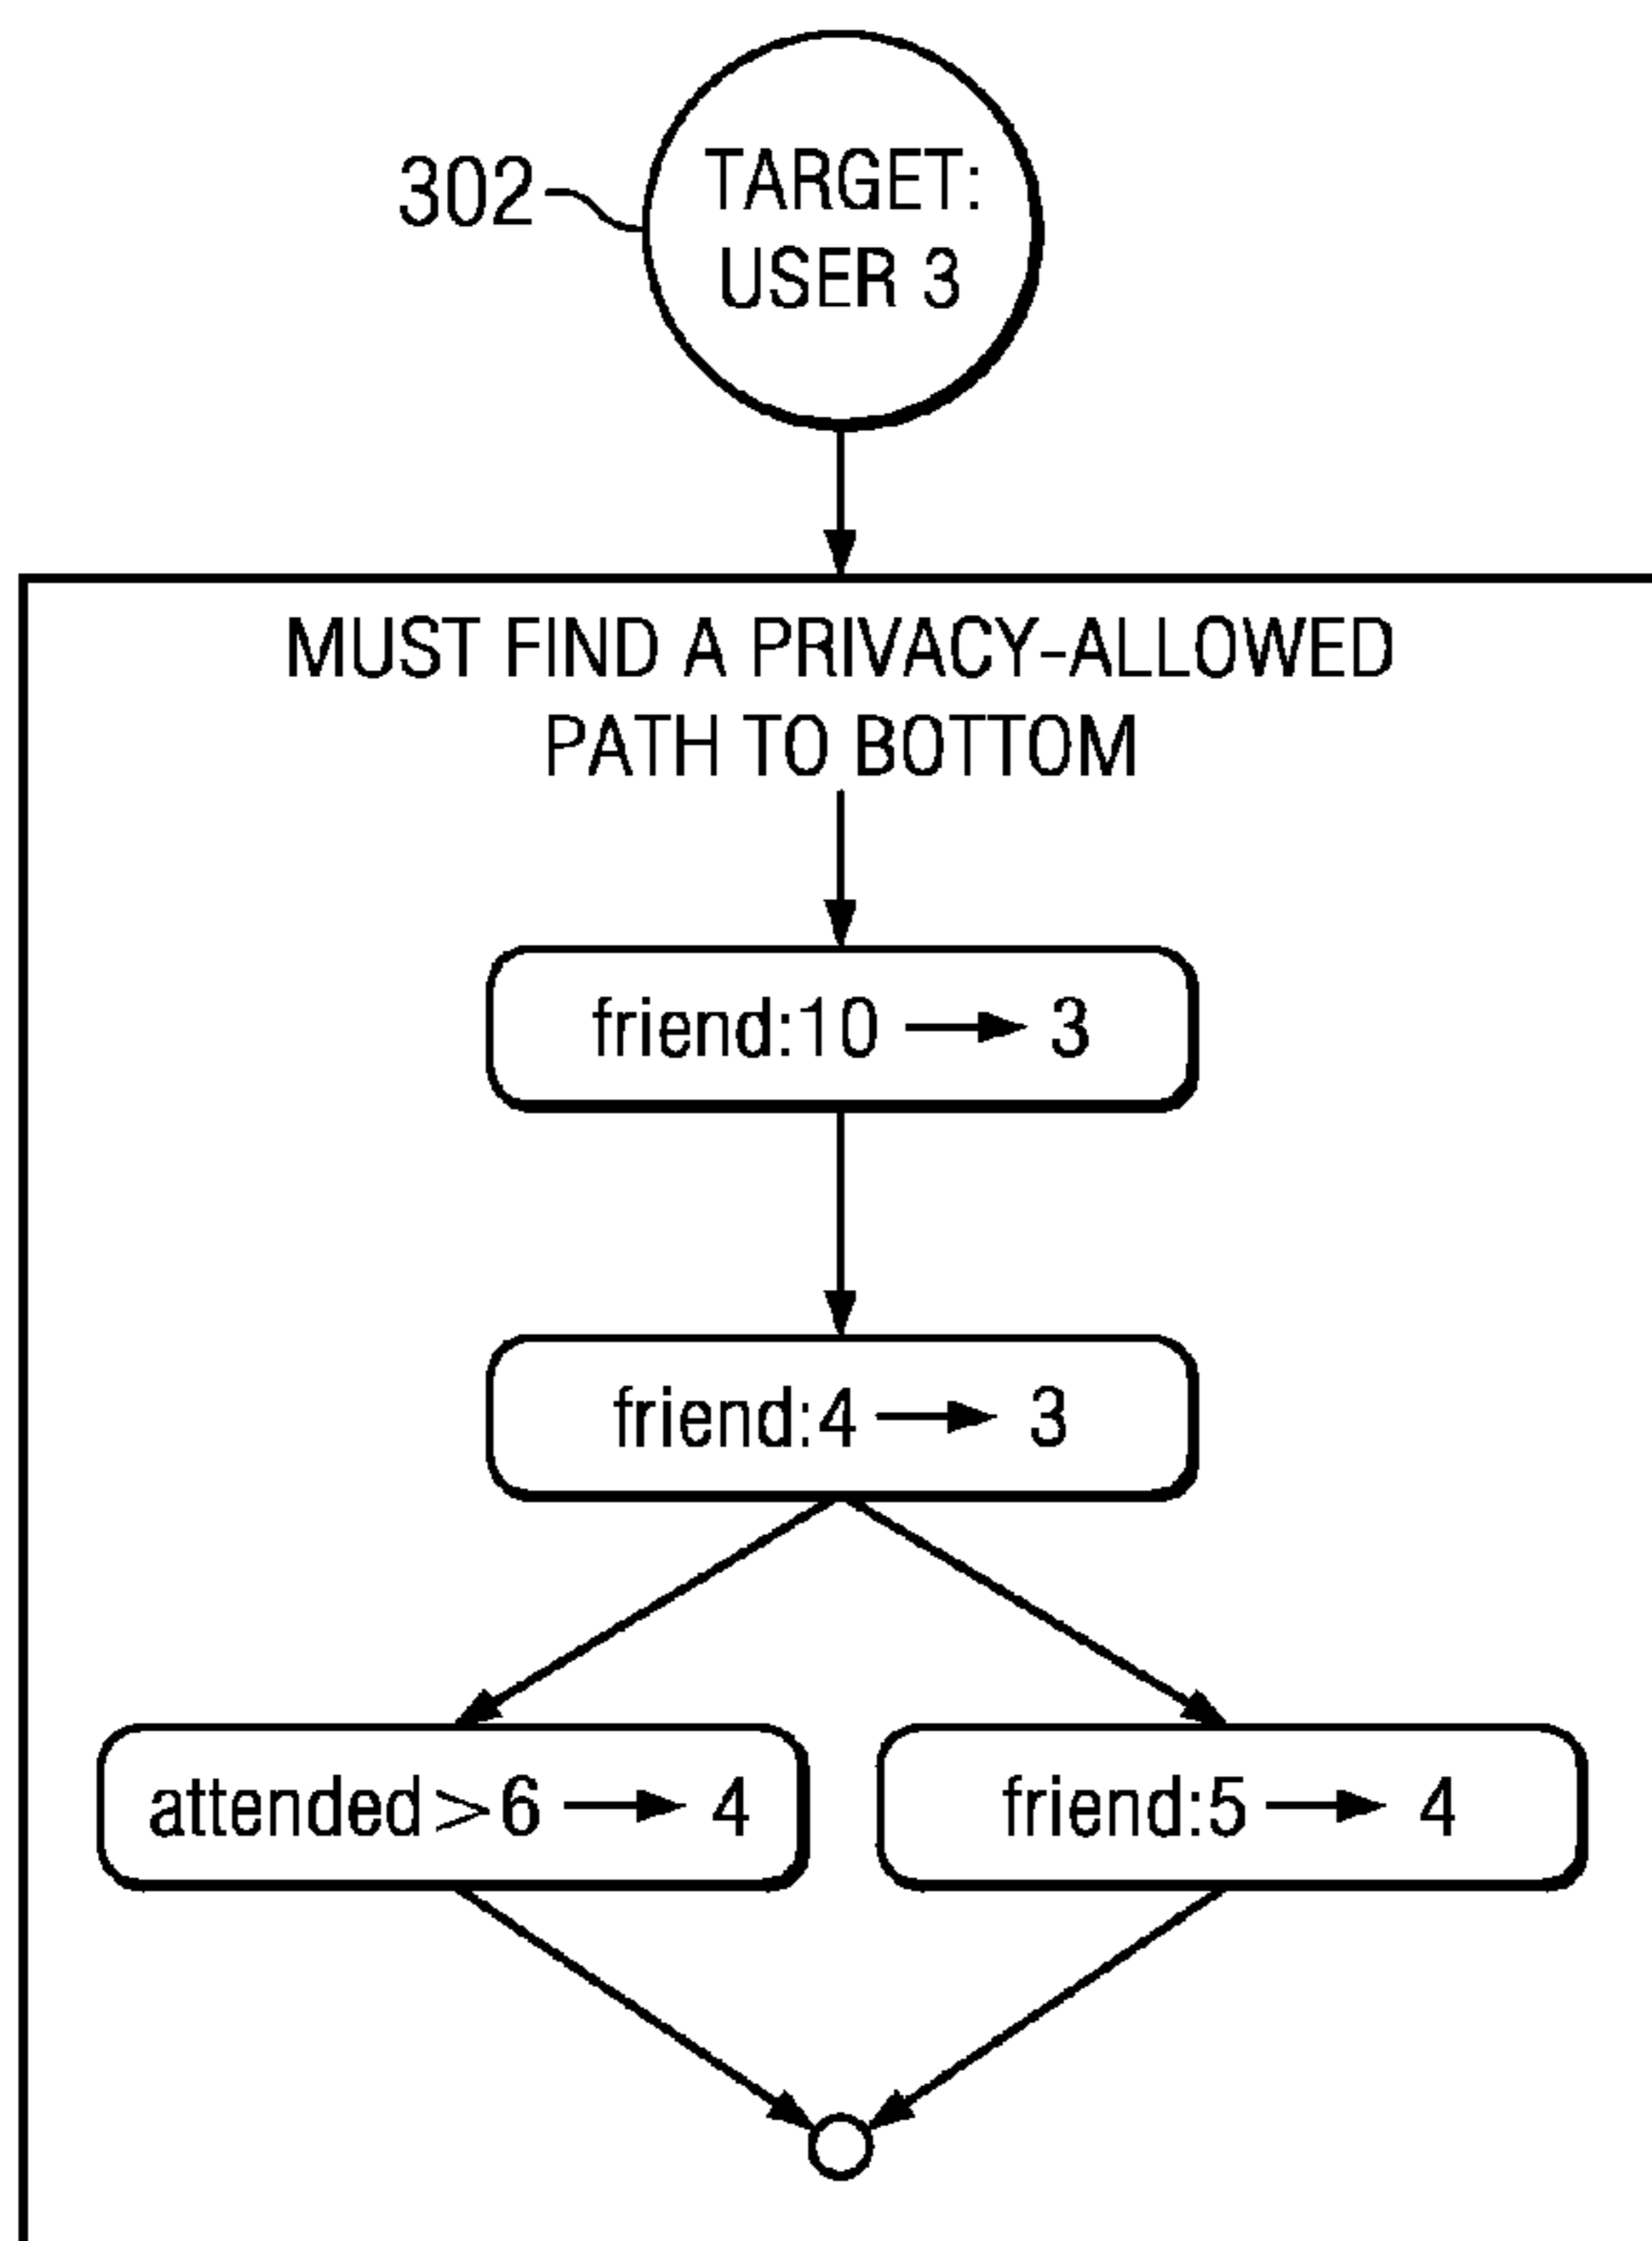 302
TARGET:
USER 3
MUST FIND A PRIVACY-ALLOWED
PATH TO BOTTOM
friend:10 → 3
friend:4 → 3
attended>6 → 4
friend:5 → 4